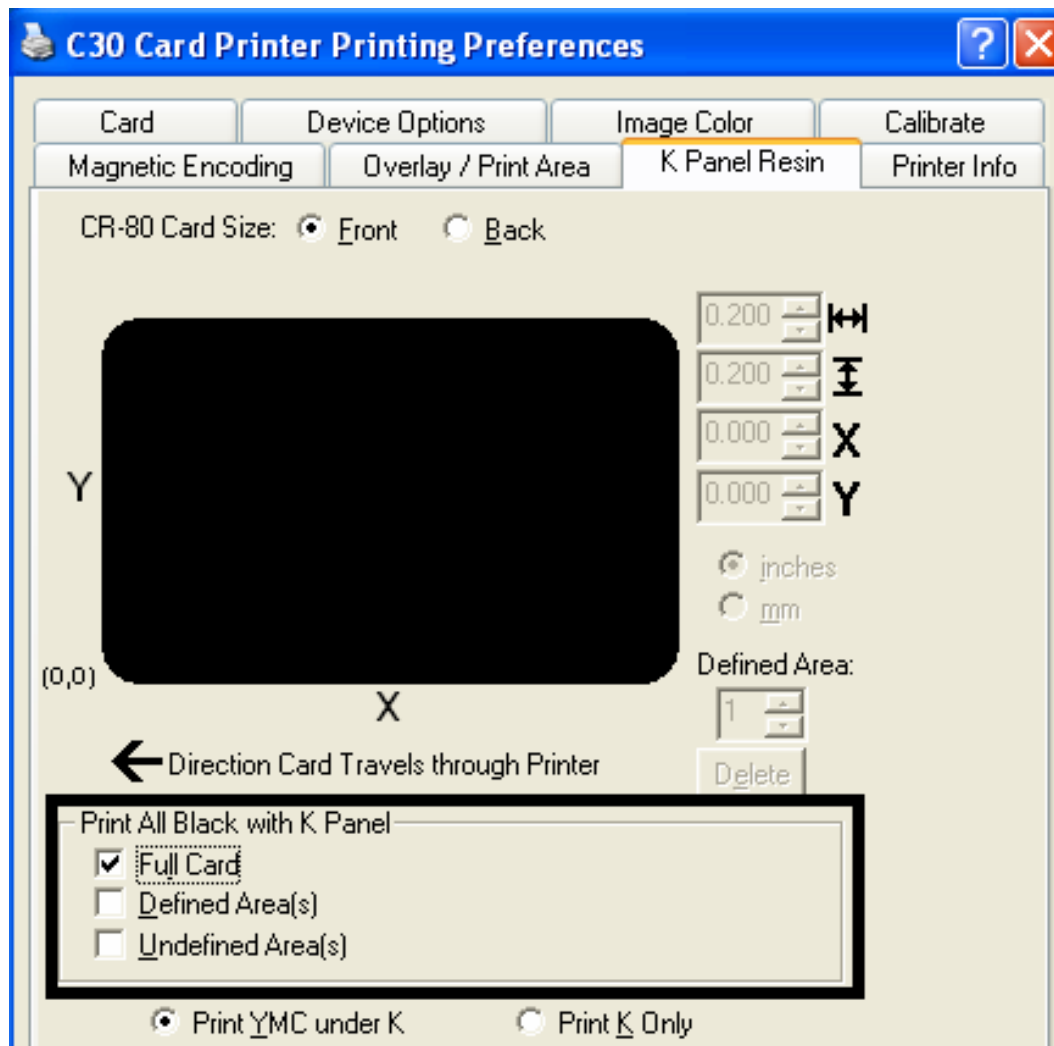 C30 Card Printer Printing Preferences
Card Device Options Image Color Calibrate
Magnetic Encoding Overlay / Print Area K Panel Resin Printer Info
CR-80 Card Size: Front Back
0.200
0.200
0.000 X
0.000 Y
Y
inches
mm
(0,0)
X
Defined Area:
1
Direction Card Travels through Printer
Delete
Print All Black with K Panel
Full Card
Defined Area(s)
Undefined Area(s)
Print YMC under K Print K Only